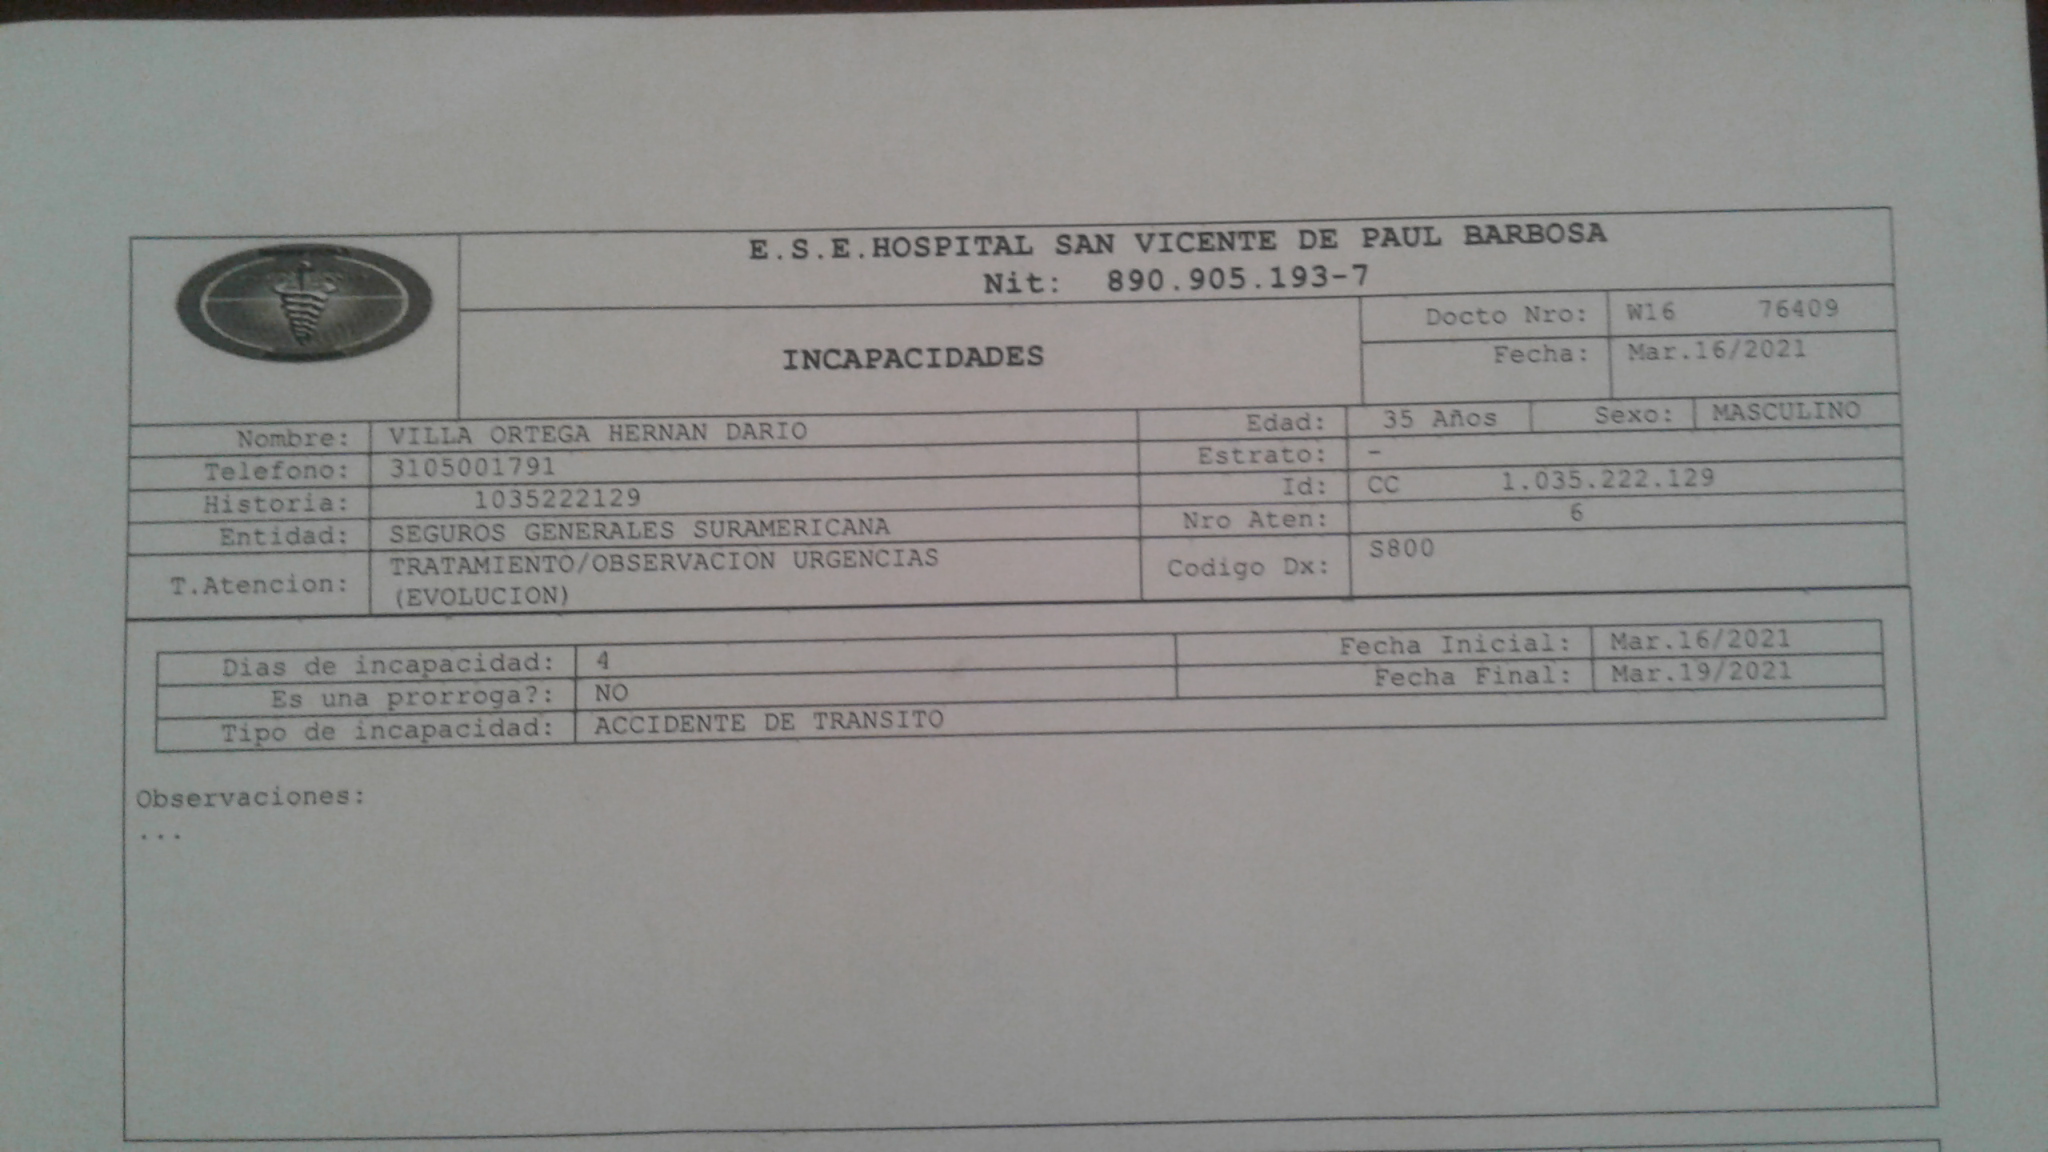 E.S.E.HOSPITAL SAN VICENTE DE PAUL BARBOSA
Nit: 890.905.193-7
INCAPACIDADES
Docto Nro: W16 76409
Fecha: Mar.16/2021
Nombre: VILLA ORTEGA HERNAN DARIO Edad: 35 Años Sexo: MASCULINO
Telefono: 3105001791 Estrato: -
Historia: 1035222129 Id: CC 1.035.222.129
Entidad: SEGUROS GENERALES SURAMERICANA Nro Aten: 6
T.Atencion: TRATAMIENTO/OBSERVACION URGENCIAS Codigo Dx: S800
(EVOLUCION)
Dias de incapacidad: 4 Fecha Inicial: Mar.16/2021
Es una prorroga?: NO Fecha Final: Mar.19/2021
Tipo de incapacidad: ACCIDENTE DE TRANSITO
Observaciones:
...